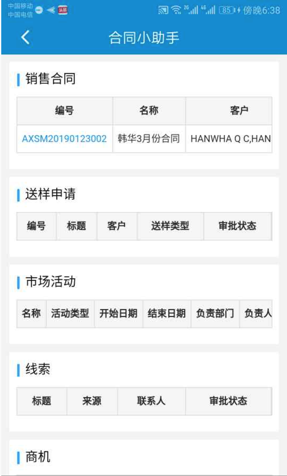 中国移动
中国电信
3G 4G 85 傍晚6:38
合同小助手
销售合同
编号 名称 客户
AXSM20190123002 韩华3月份合同 HANWHA Q C,HAN
送样申请
编号 标题 客户 送样类型 审批状态
市场活动
名称 活动类型 开始日期 结束日期 负责部门 负责人
线索
标题 来源 联系人 审批状态
商机